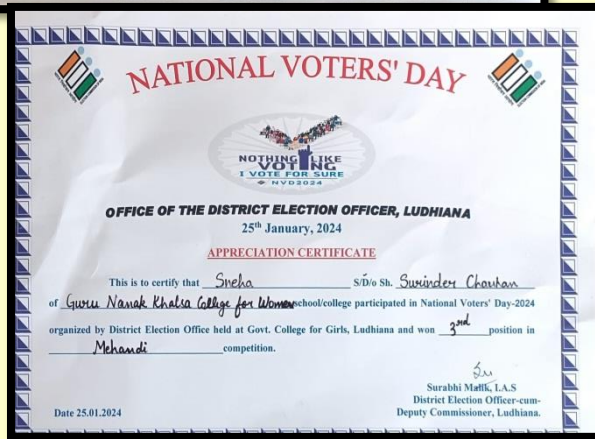 NATIONAL VOTERS' DAY
NOTHING LIKE
VOTING
I VOTE FOR SURE
NVD2024
OFFICE OF THE DISTRICT ELECTION OFFICER, LUDHIANA
25th January, 2024
APPRECIATION CERTIFICATE
This is to certify that Sneha S/D/o Sh. Surinder Chauhan
of Guru Nanak Khalsa College for Women school/college participated in National Voters' Day-2024
organized by District Election Office held at Govt. College for Girls, Ludhiana and won 3rd position in
Mehandi competition.
Surabhi Malik, I.A.S
District Election Officer-cum-
Date 25.01.2024 Deputy Commissioner, Ludhiana.